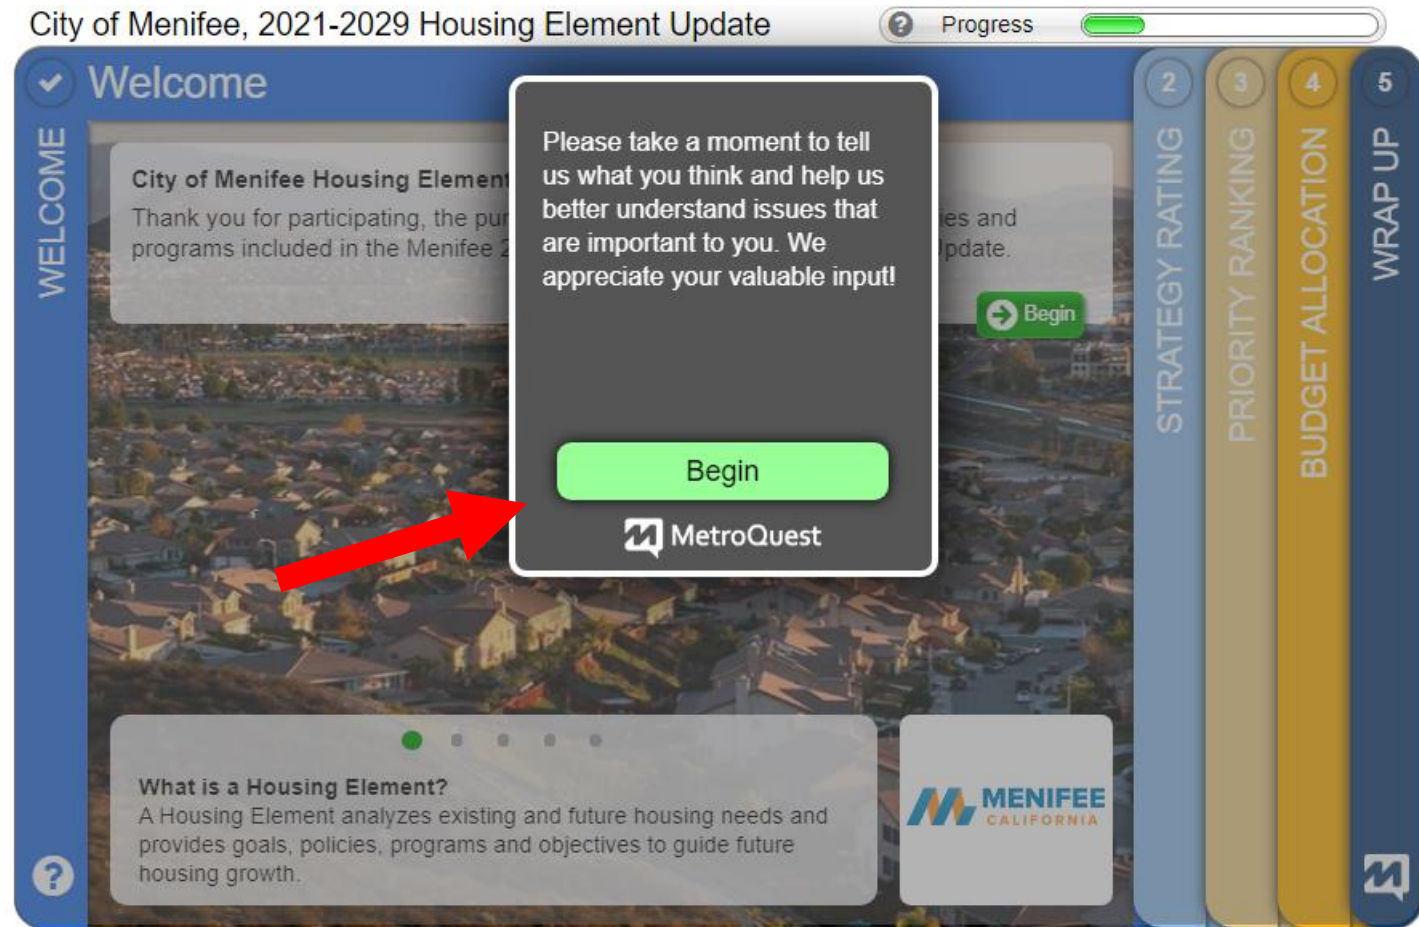 City of Menifee, 2021-2029 Housing Element Update
? Progress
Welcome
WELCOME
City of Menifee Housing Element
Thank you for participating, the pur
ies and
programs included in the Menifee 2
pdate.
Begin
Please take a moment to tell
us what you think and help us
better understand issues that
are important to you. We
appreciate your valuable input!
Begin
MetroQuest
2
STRATEGY RATING
3
PRIORITY RANKING
4
BUDGET ALLOCATION
5
WRAP UP
What is a Housing Element?
A Housing Element analyzes existing and future housing needs and
provides goals, policies, programs and objectives to guide future
housing growth.
MENIFEE
CALIFORNIA
?